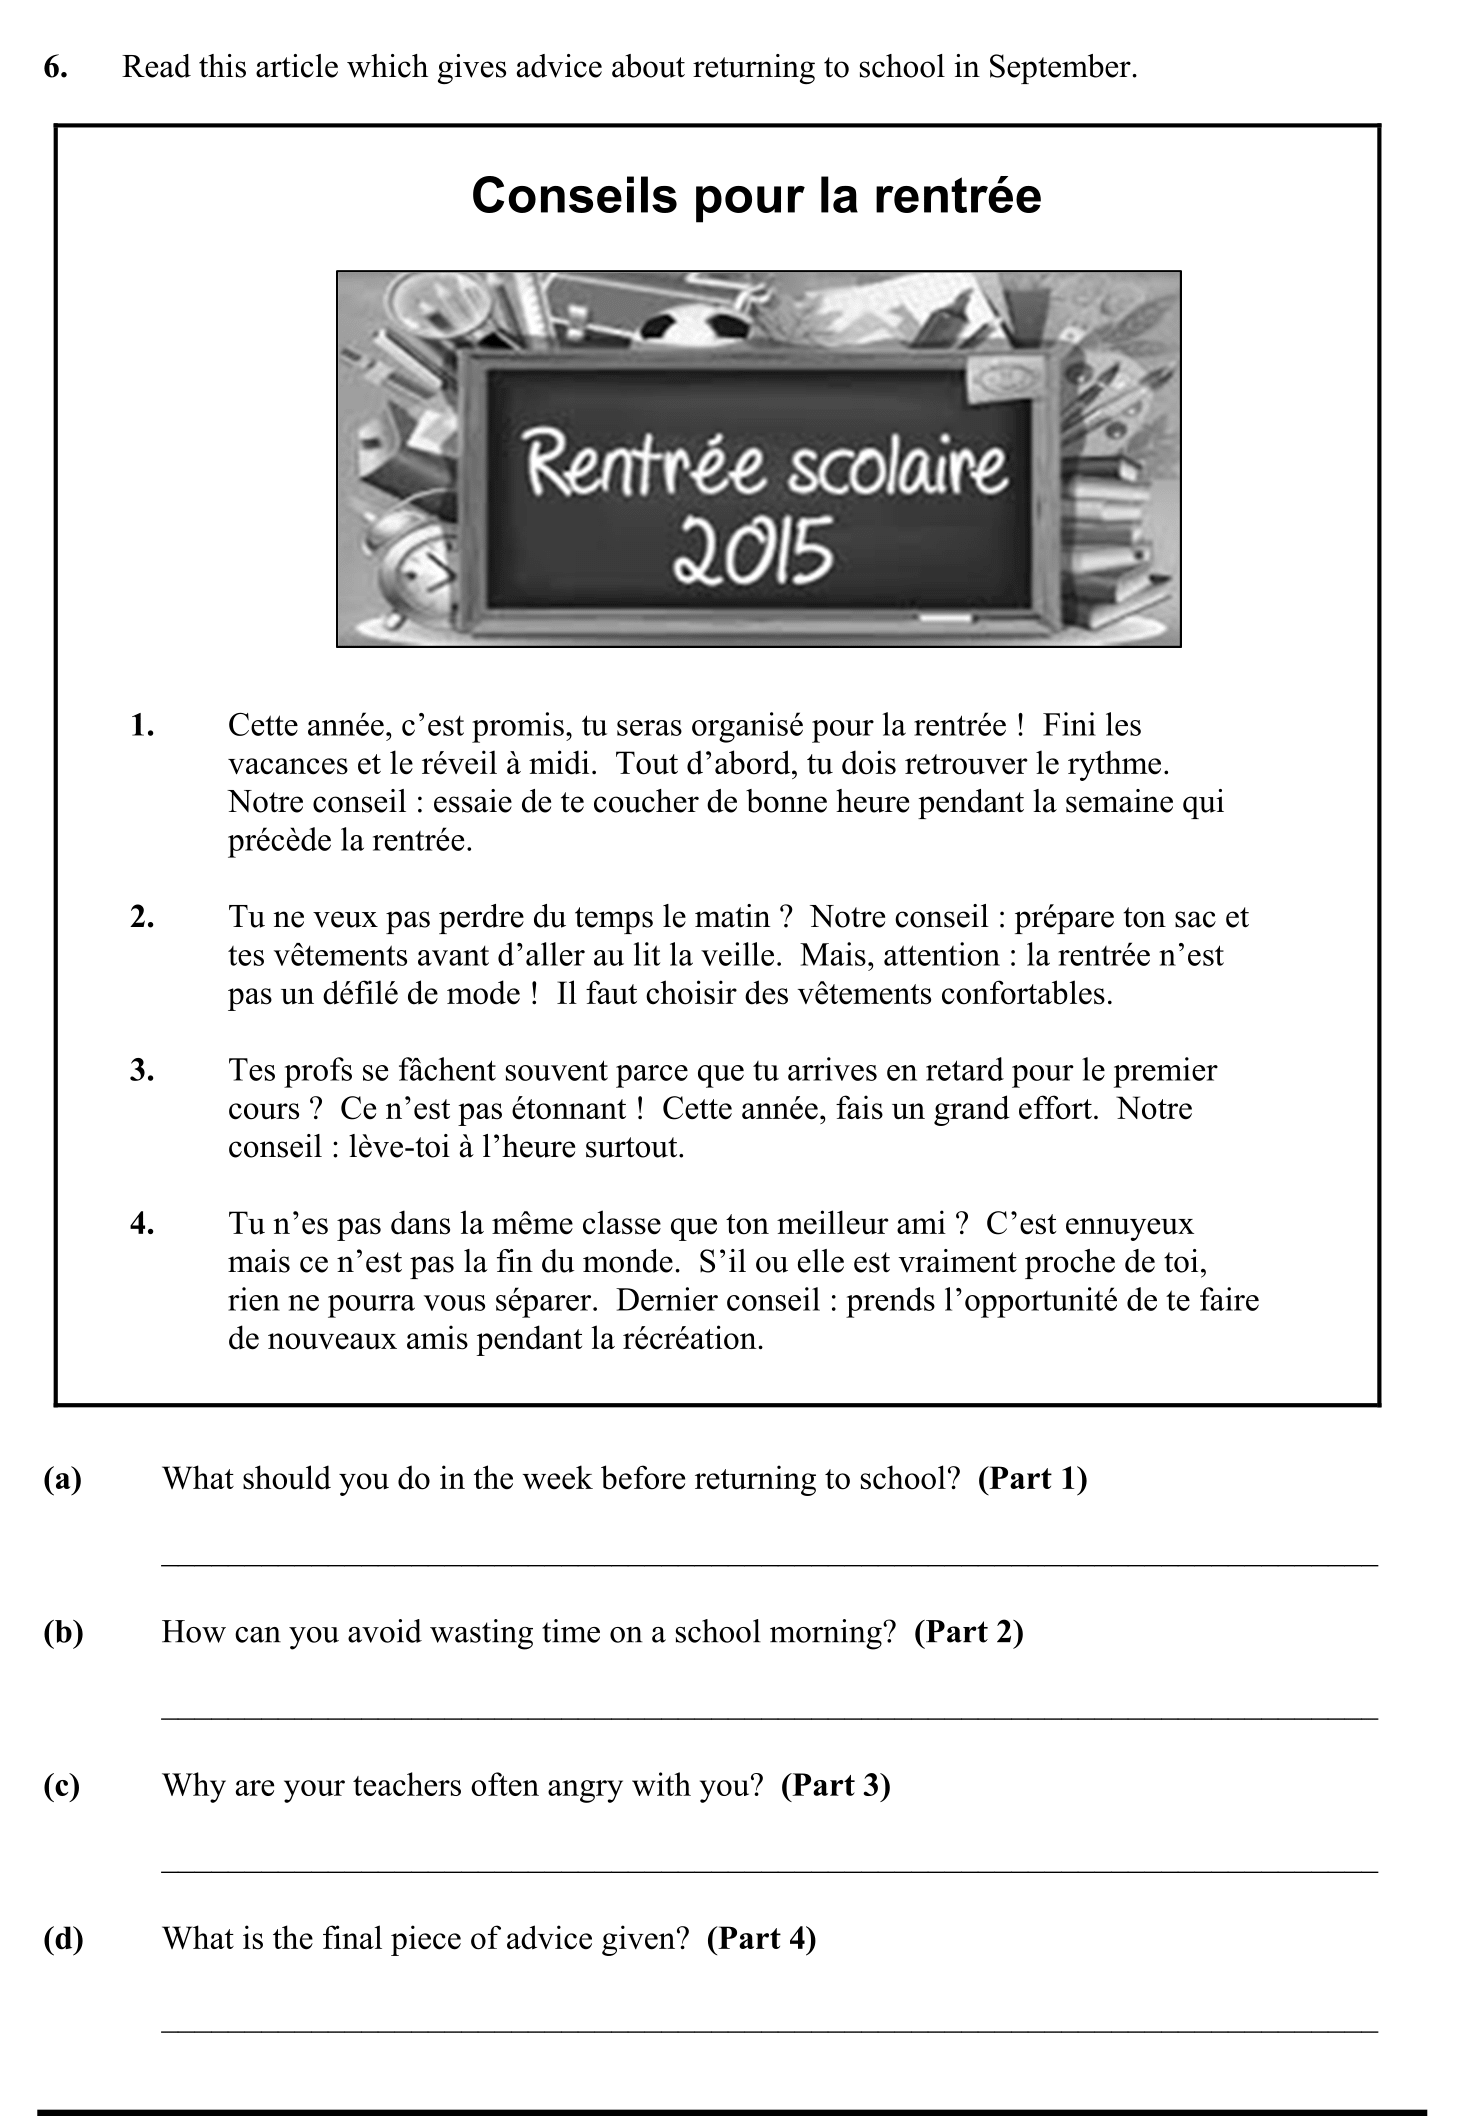 6. Read this article which gives advice about returning to school in September.
Conseils pour la rentrée
Rentrée scolaire
2015
1. Cette année, c’est promis, tu seras organisé pour la rentrée ! Fini les
vacances et le réveil à midi. Tout d’abord, tu dois retrouver le rythme.
Notre conseil : essaie de te coucher de bonne heure pendant la semaine qui
précède la rentrée.
2. Tu ne veux pas perdre du temps le matin ? Notre conseil : prépare ton sac et
tes vêtements avant d’aller au lit la veille. Mais, attention : la rentrée n’est
pas un défilé de mode ! Il faut choisir des vêtements confortables.
3. Tes profs se fâchent souvent parce que tu arrives en retard pour le premier
cours ? Ce n’est pas étonnant ! Cette année, fais un grand effort. Notre
conseil : lève-toi à l’heure surtout.
4. Tu n’es pas dans la même classe que ton meilleur ami ? C’est ennuyeux
mais ce n’est pas la fin du monde. S’il ou elle est vraiment proche de toi,
rien ne pourra vous séparer. Dernier conseil : prends l’opportunité de te faire
de nouveaux amis pendant la récréation.
(a) What should you do in the week before returning to school? (Part 1)
(b) How can you avoid wasting time on a school morning? (Part 2)
(c) Why are your teachers often angry with you? (Part 3)
(d) What is the final piece of advice given? (Part 4)